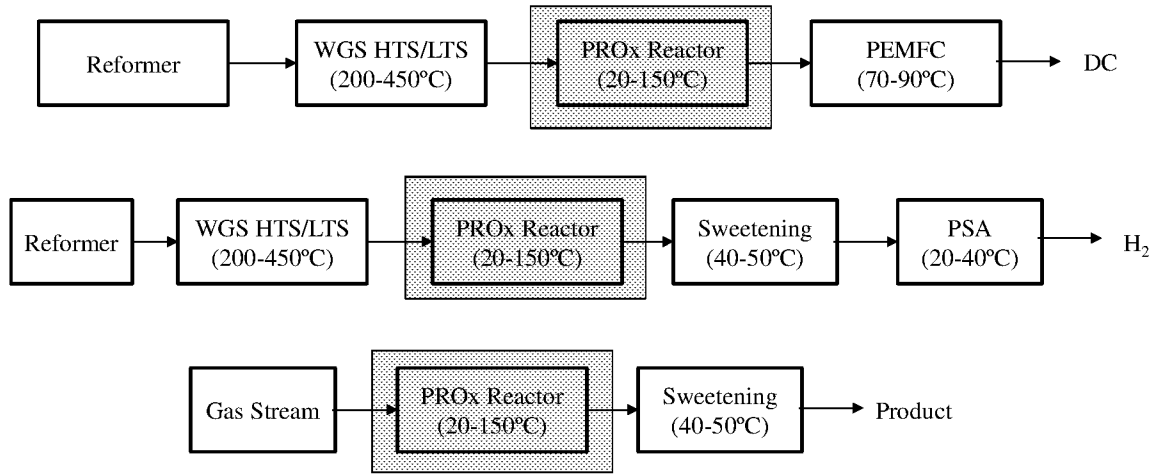 Reformer
WGS HTS/LTS
(200-450ºC)
PROx Reactor
(20-150ºC)
PEMFC
(70-90ºC)
DC
Reformer
WGS HTS/LTS
(200-450ºC)
PROx Reactor
(20-150ºC)
Sweetening
(40-50ºC)
PSA
(20-40ºC)
H₂
Gas Stream
PROx Reactor
(20-150ºC)
Sweetening
(40-50ºC)
Product